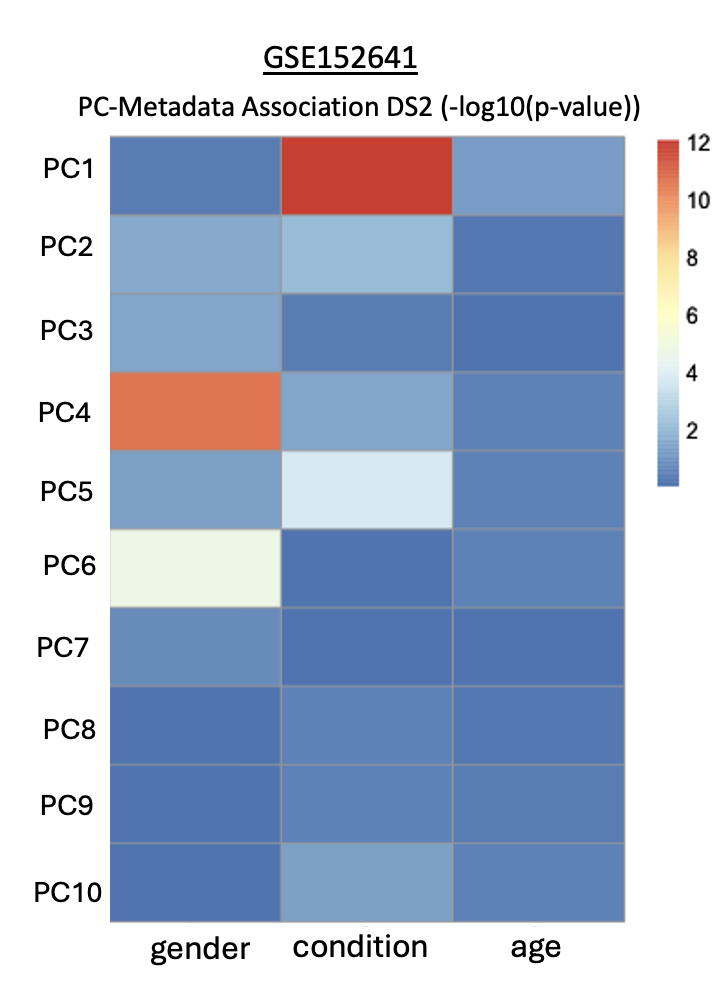 GSE152641
PC-Metadata Association DS2 (-log10(p-value))
PC1
PC2
PC3
PC4
PC5
PC6
PC7
PC8
PC9
PC10
gender condition age
12
10
8
6
4
2